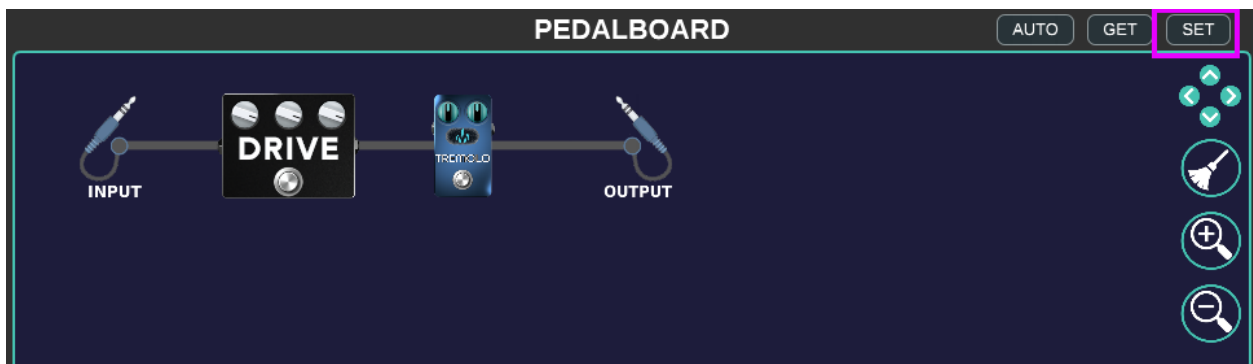 PEDALBOARD
AUTO GET SET
DRIVE
TREMOLO
INPUT
OUTPUT